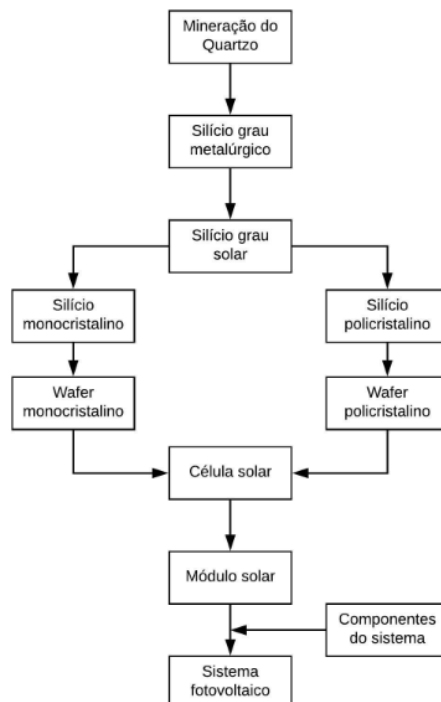 Mineração do
Quartzo
Silício grau
metalúrgico
Silício grau
solar
Silício
monocristalino
Silício
policristalino
Wafer
monocristalino
Wafer
policristalino
Célula solar
Módulo solar
Componentes
do sistema
Sistema
fotovoltaico